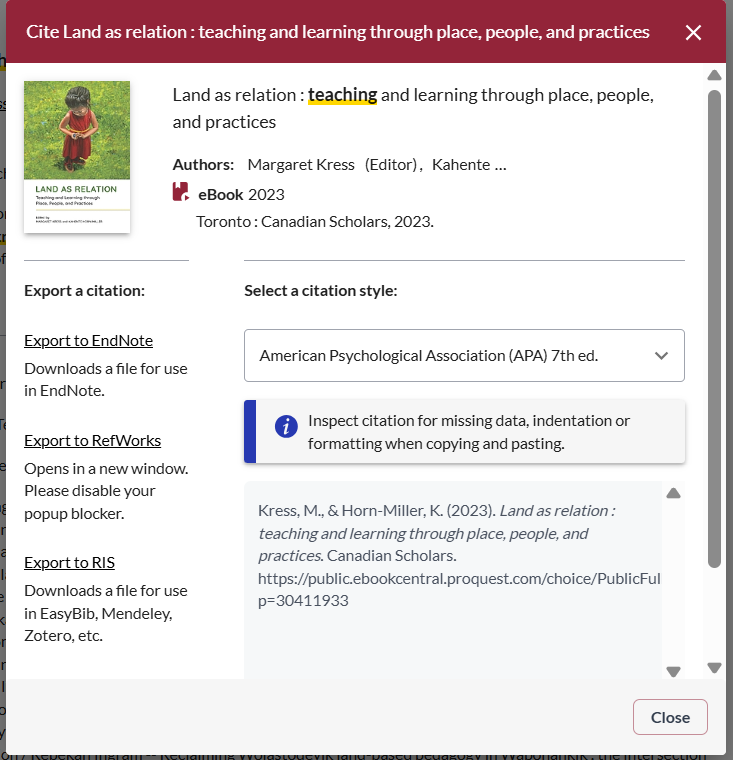 Cite Land as relation : teaching and learning through place, people, and practices
LAND AS RELATION
Teaching and Learning through
Place, People, and Practices
Land as relation : teaching and learning through place, people,
and practices
Authors: Margaret Kress (Editor) , Kahente ...
eBook 2023
Toronto : Canadian Scholars, 2023.
Export a citation:
Export to EndNote
Downloads a file for use
in EndNote.
Export to RefWorks
Opens in a new window.
Please disable your
popup blocker.
Export to RIS
Downloads a file for use
in EasyBib, Mendeley,
Zotero, etc.
Select a citation style:
American Psychological Association (APA) 7th ed.
Inspect citation for missing data, indentation or
formatting when copying and pasting.
Kress, M., & Horn-Miller, K. (2023). Land as relation :
teaching and learning through place, people, and
practices. Canadian Scholars.
https://public.ebookcentral.proquest.com/choice/PublicFul
p=30411933
Close